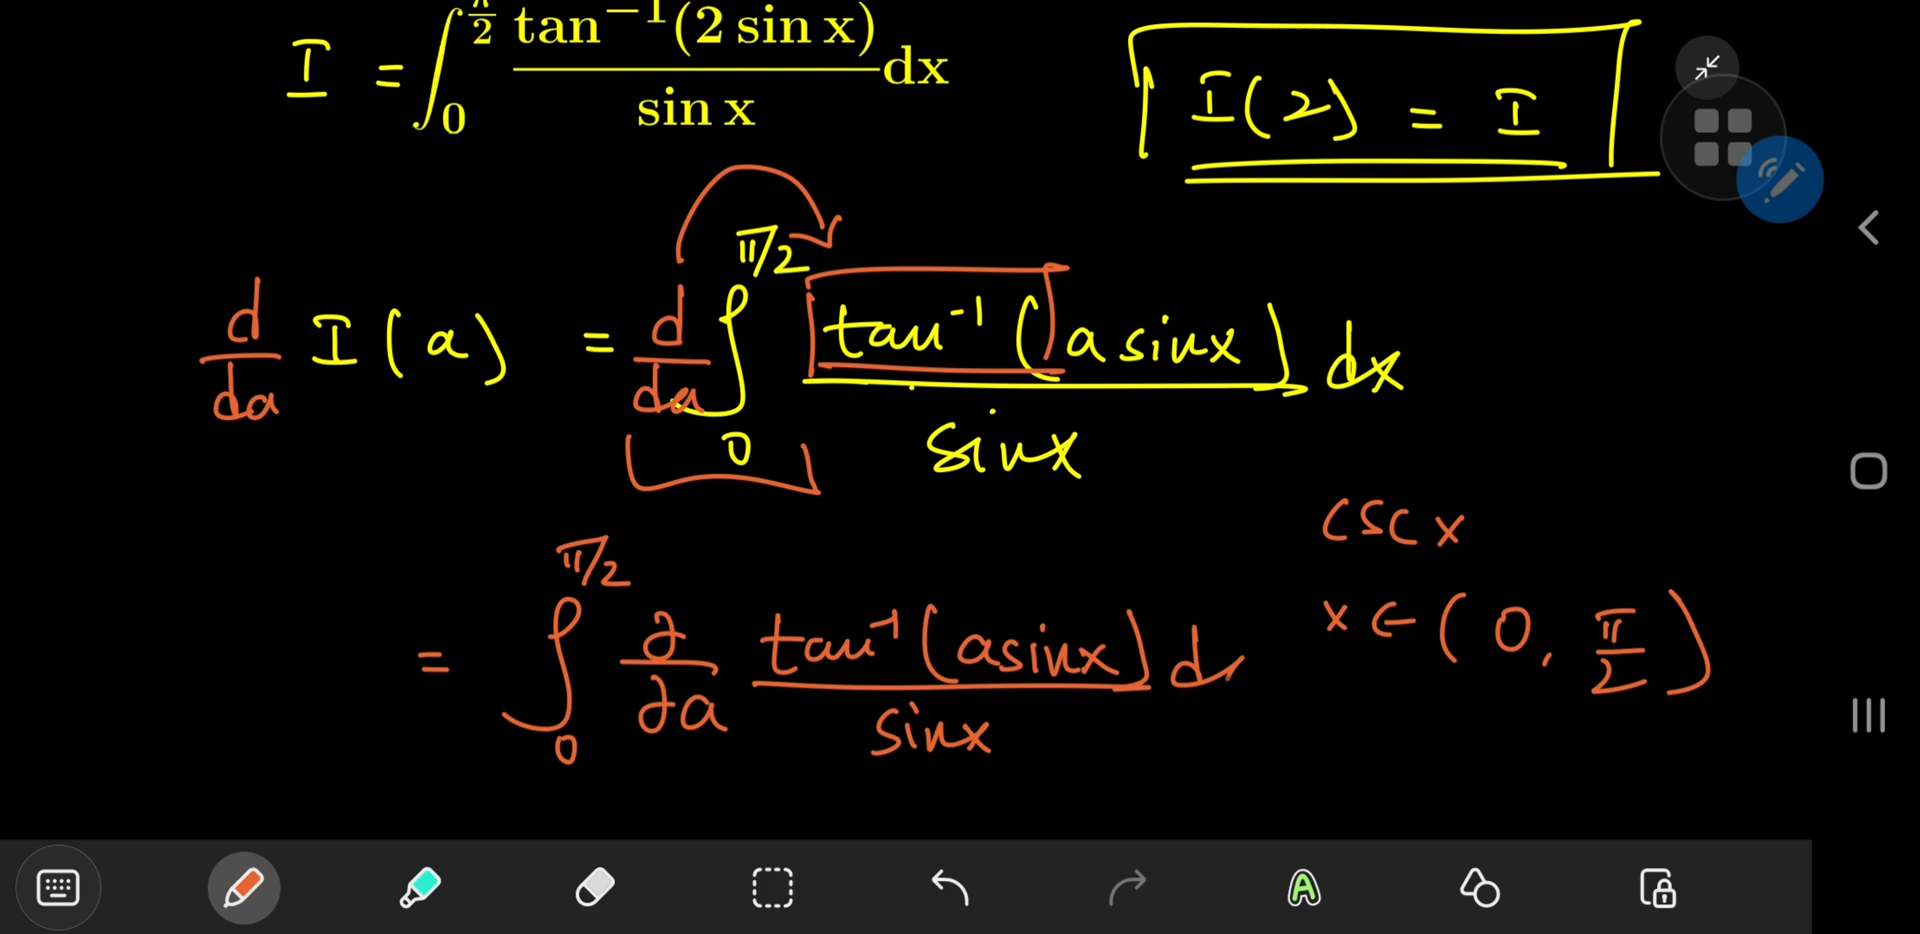 I = ∫₀^{π/2} tan⁻¹(2 sin x) / sin x dx
I(2) = I
d/da I(a) = d/da ∫₀^{π/2} tan⁻¹(a sinx) / sinx dx
csc x
= ∫₀^{π/2} ∂/∂a tan⁻¹(asinx) / sinx dx
x ∈ (0, π/2)
A